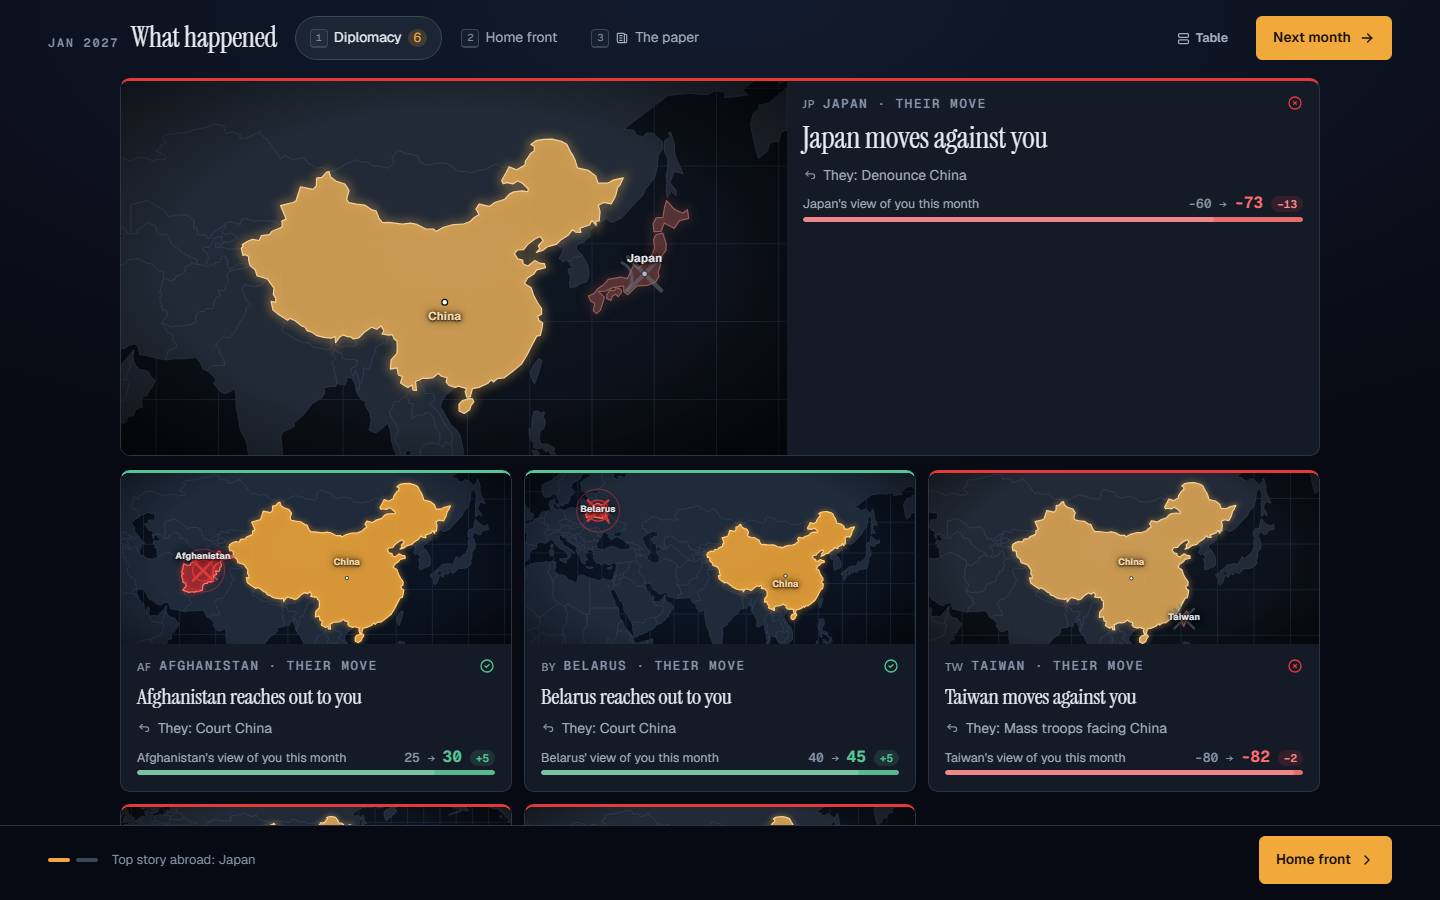 JAN 2027 What happened
1 Diplomacy 6
2 Home front
3 The paper
Table
Next month →
Japan
China
JP JAPAN · THEIR MOVE
Japan moves against you
They: Denounce China
Japan's view of you this month -60 → -73 -13
Afghanistan
China
AF AFGHANISTAN · THEIR MOVE
Afghanistan reaches out to you
They: Court China
Afghanistan's view of you this month 25 → 30 +5
Belarus
China
BY BELARUS · THEIR MOVE
Belarus reaches out to you
They: Court China
Belarus' view of you this month 40 → 45 +5
China
Taiwan
TW TAIWAN · THEIR MOVE
Taiwan moves against you
They: Mass troops facing China
Taiwan's view of you this month -80 → -82 -2
Top story abroad: Japan
Home front